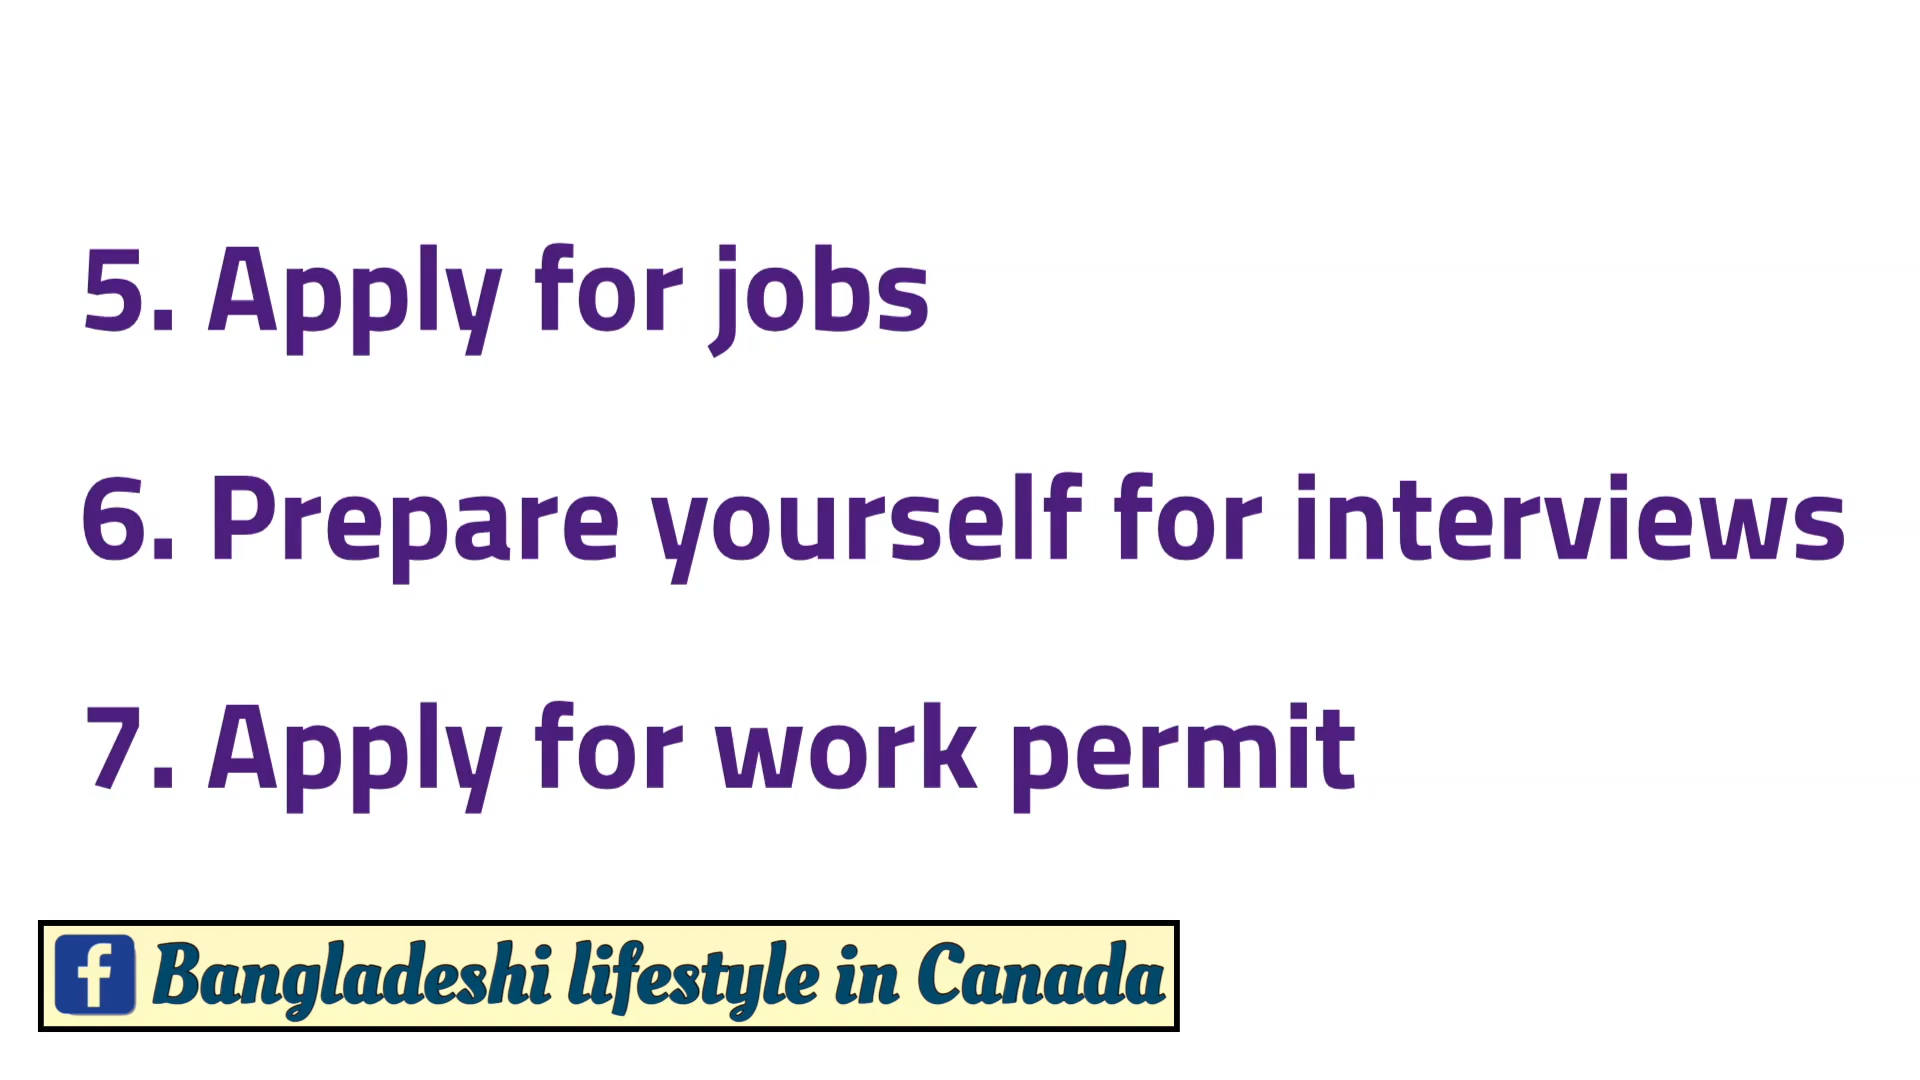 5. Apply for jobs
6. Prepare yourself for interviews
7. Apply for work permit
f Bangladeshi lifestyle in Canada